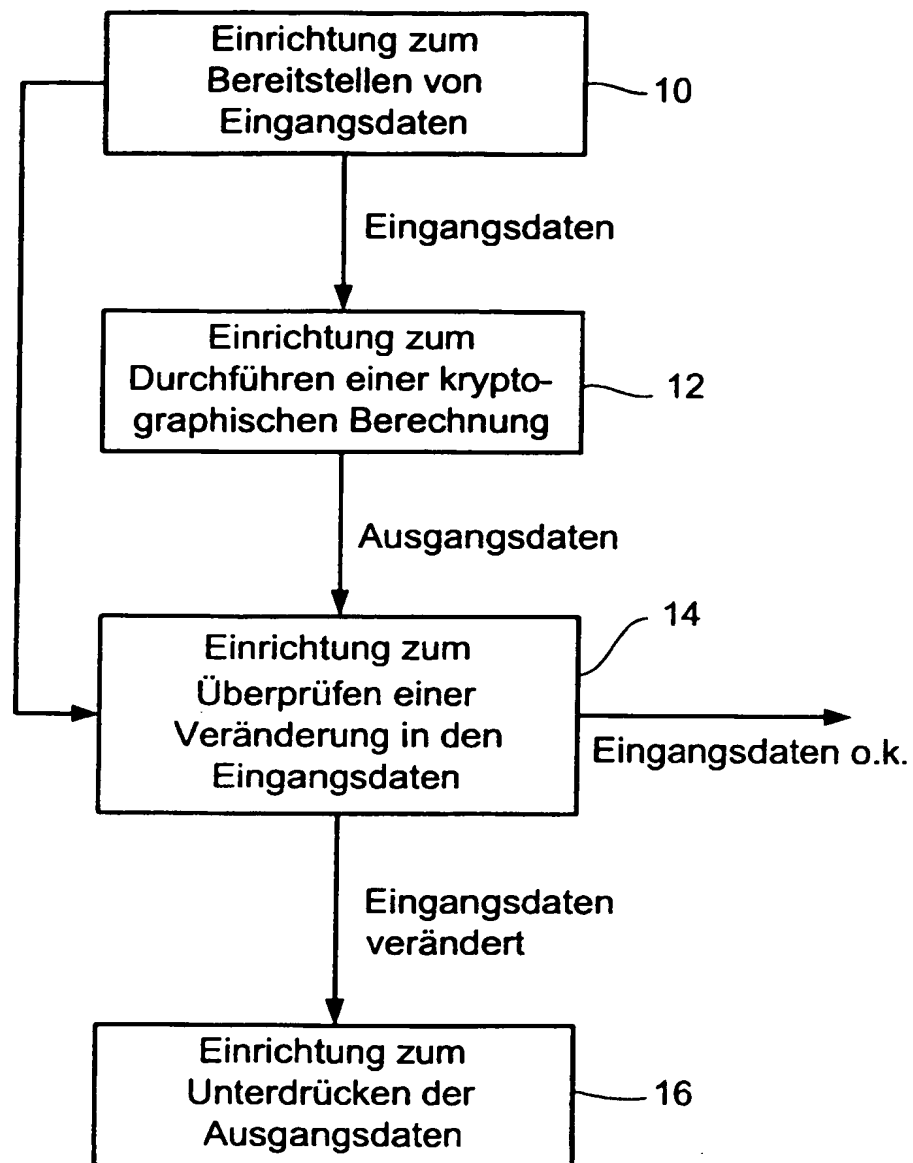 Einrichtung zum
Bereitstellen von
Eingangsdaten
10
Eingangsdaten
Einrichtung zum
Durchführen einer krypto-
graphischen Berechnung
12
Ausgangsdaten
14
Einrichtung zum
Überprüfen einer
Veränderung in den
Eingangsdaten
Eingangsdaten o.k.
Eingangsdaten
verändert
Einrichtung zum
Unterdrücken der
Ausgangsdaten
16